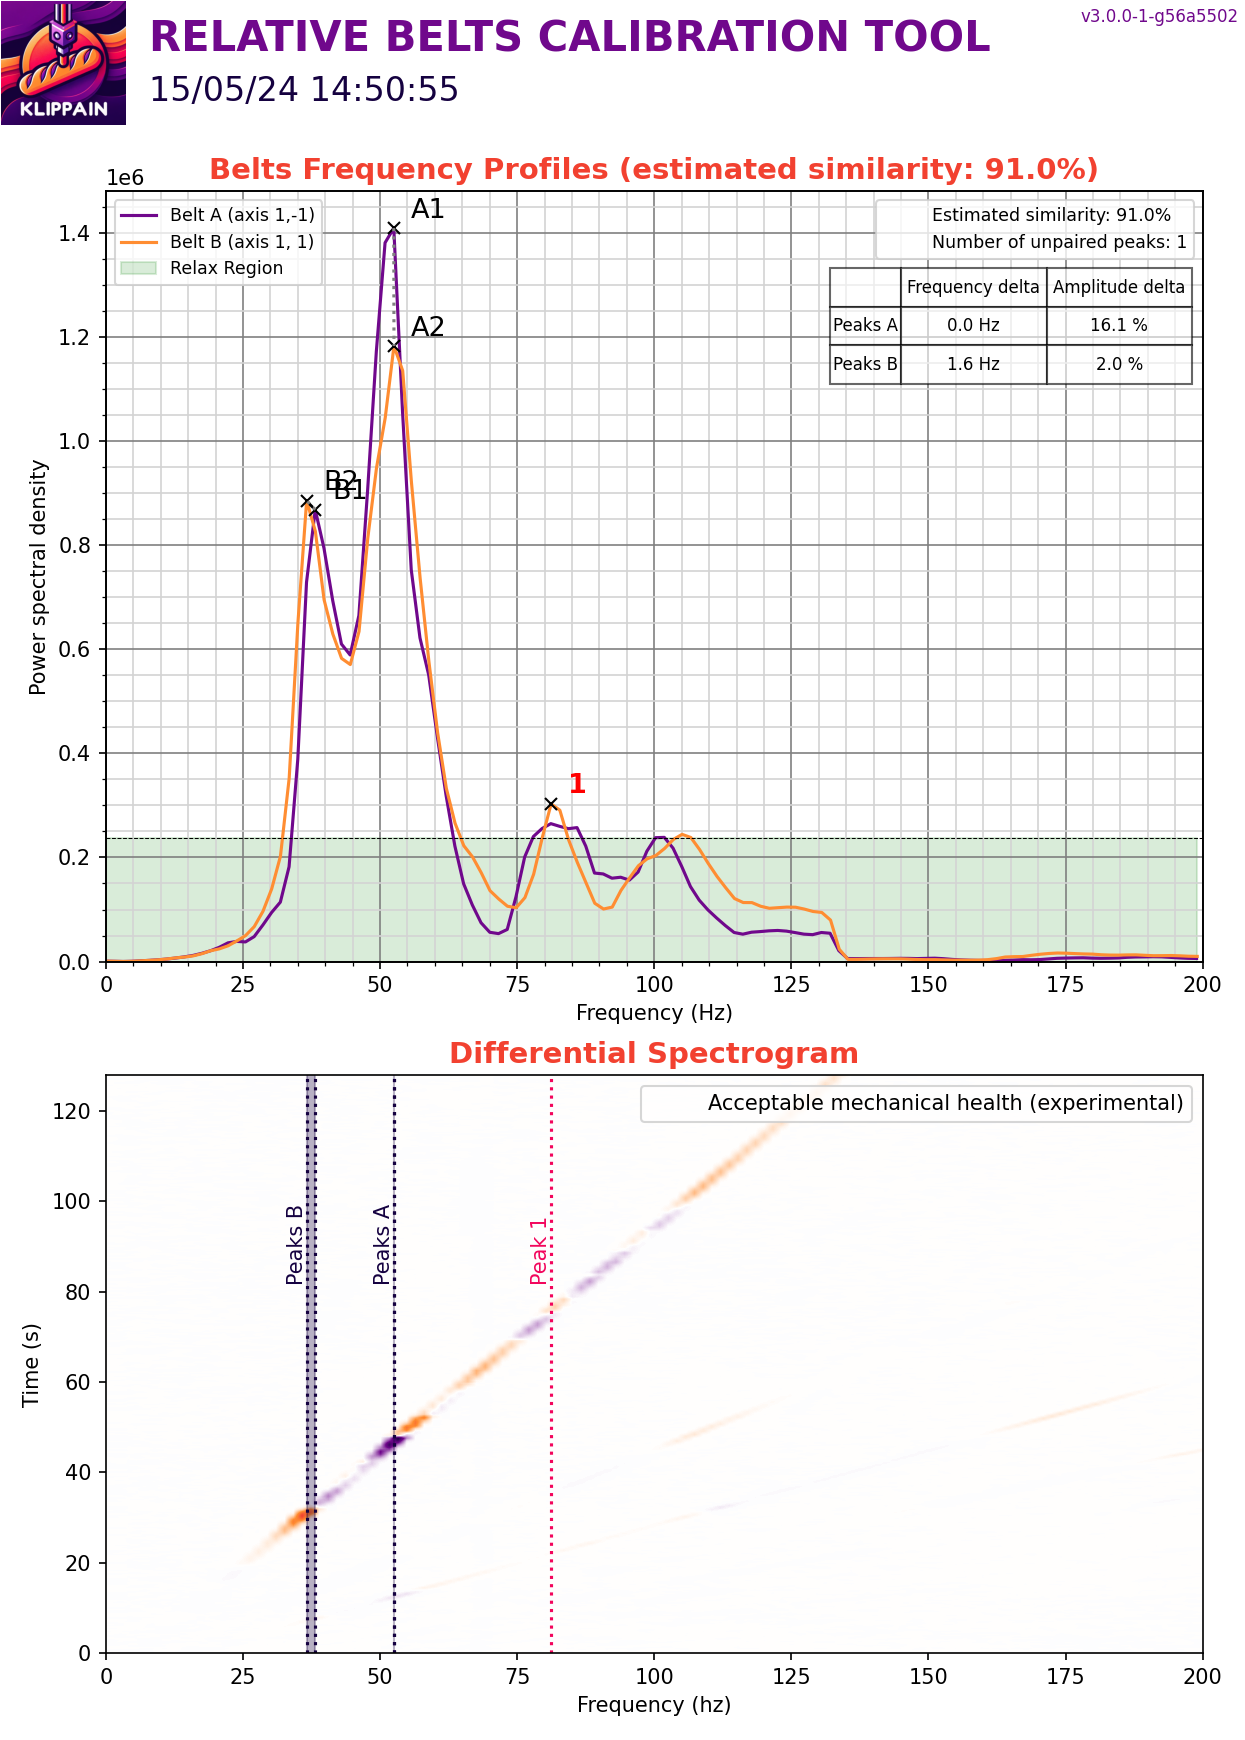 KLIPPAIN
RELATIVE BELTS CALIBRATION TOOL
v3.0.0-1-g56a5502
15/05/24 14:50:55
Belts Frequency Profiles (estimated similarity: 91.0%)
1e6
Belt A (axis 1,-1)
Belt B (axis 1, 1)
Relax Region
Estimated similarity: 91.0%
Number of unpaired peaks: 1
Frequency delta Amplitude delta
Peaks A 0.0 Hz 16.1 %
Peaks B 1.6 Hz 2.0 %
A1
A2
B2
B1
1
1.4
1.2
1.0
0.8
0.6
0.4
0.2
0.0
Power spectral density
0 25 50 75 100 125 150 175 200
Frequency (Hz)
Differential Spectrogram
Acceptable mechanical health (experimental)
Peaks B
Peaks A
Peak 1
120
100
80
60
40
20
0
Time (s)
0 25 50 75 100 125 150 175 200
Frequency (hz)